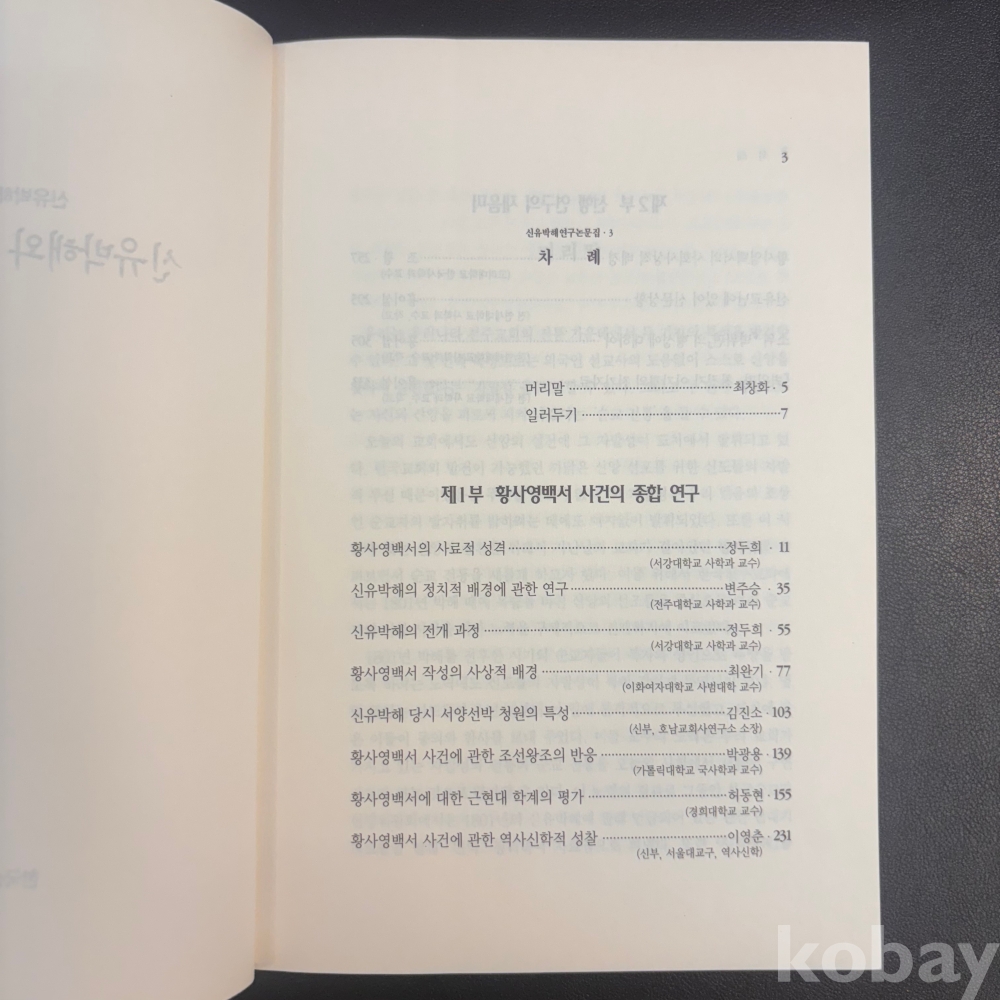 3
신유박해연구논문집 · 3
차 례
머리말 ········ 최창화 · 5
일러두기 ········ 7
제1부 황사영백서 사건의 종합 연구
황사영백서의 사료적 성격 ········ 정두희 · 11
(서강대학교 사학과 교수)
신유박해의 정치적 배경에 관한 연구 ········ 변주승 · 35
(전주대학교 사학과 교수)
신유박해의 전개 과정 ········ 정두희 · 55
(서강대학교 사학과 교수)
황사영백서 작성의 사상적 배경 ········ 최완기 · 77
(이화여자대학교 사범대학 교수)
신유박해 당시 서양선박 청원의 특성 ········ 김진소 · 103
(신부, 호남교회사연구소 소장)
황사영백서 사건에 관한 조선왕조의 반응 ········ 박광용 · 139
(가톨릭대학교 국사학과 교수)
황사영백서에 대한 근현대 학계의 평가 ········ 허동현 · 155
(경희대학교 교수)
황사영백서 사건에 관한 역사신학적 성찰 ········ 이영춘 · 231
(신부, 서울대교구, 역사신학)
kobay